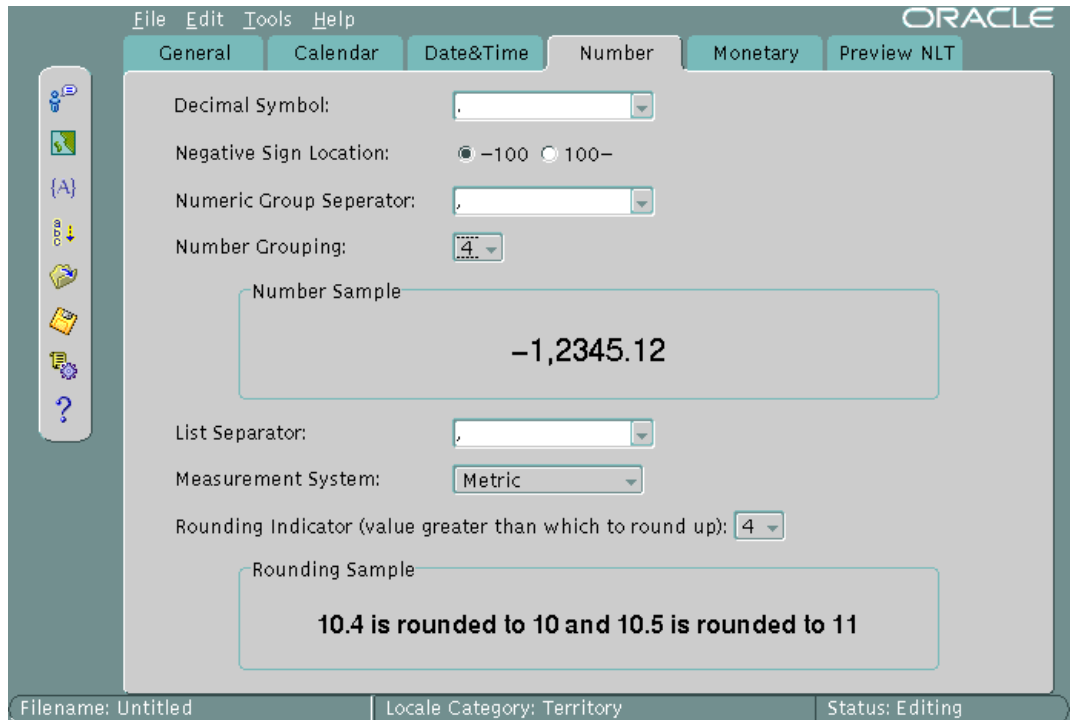 File Edit Tools Help ORACLE
General Calendar Date&Time Number Monetary Preview NLT
Decimal Symbol: .
Negative Sign Location: −100 100−
{A}
Numeric Group Seperator: ,
a b c
Number Grouping: 4
Number Sample
−1,2345.12
?
List Separator: ,
Measurement System: Metric
Rounding Indicator (value greater than which to round up): 4
Rounding Sample
10.4 is rounded to 10 and 10.5 is rounded to 11
Filename: Untitled Locale Category: Territory Status: Editing